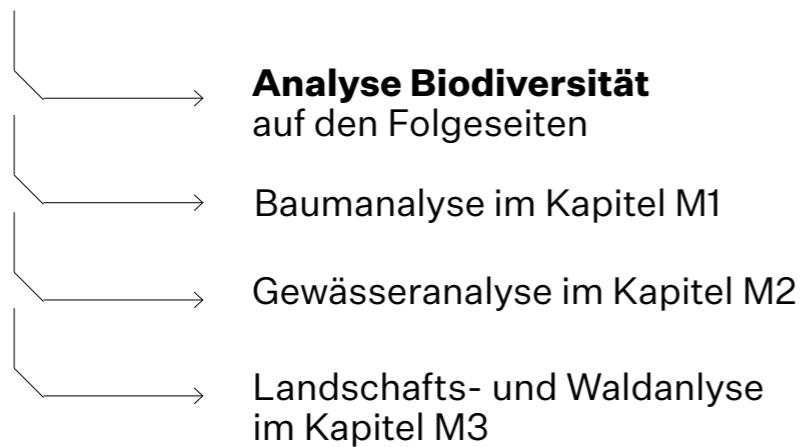 Analyse Biodiversität
auf den Folgeseiten
Baumanalyse im Kapitel M1
Gewässeranalyse im Kapitel M2
Landschafts- und Waldanlyse
im Kapitel M3